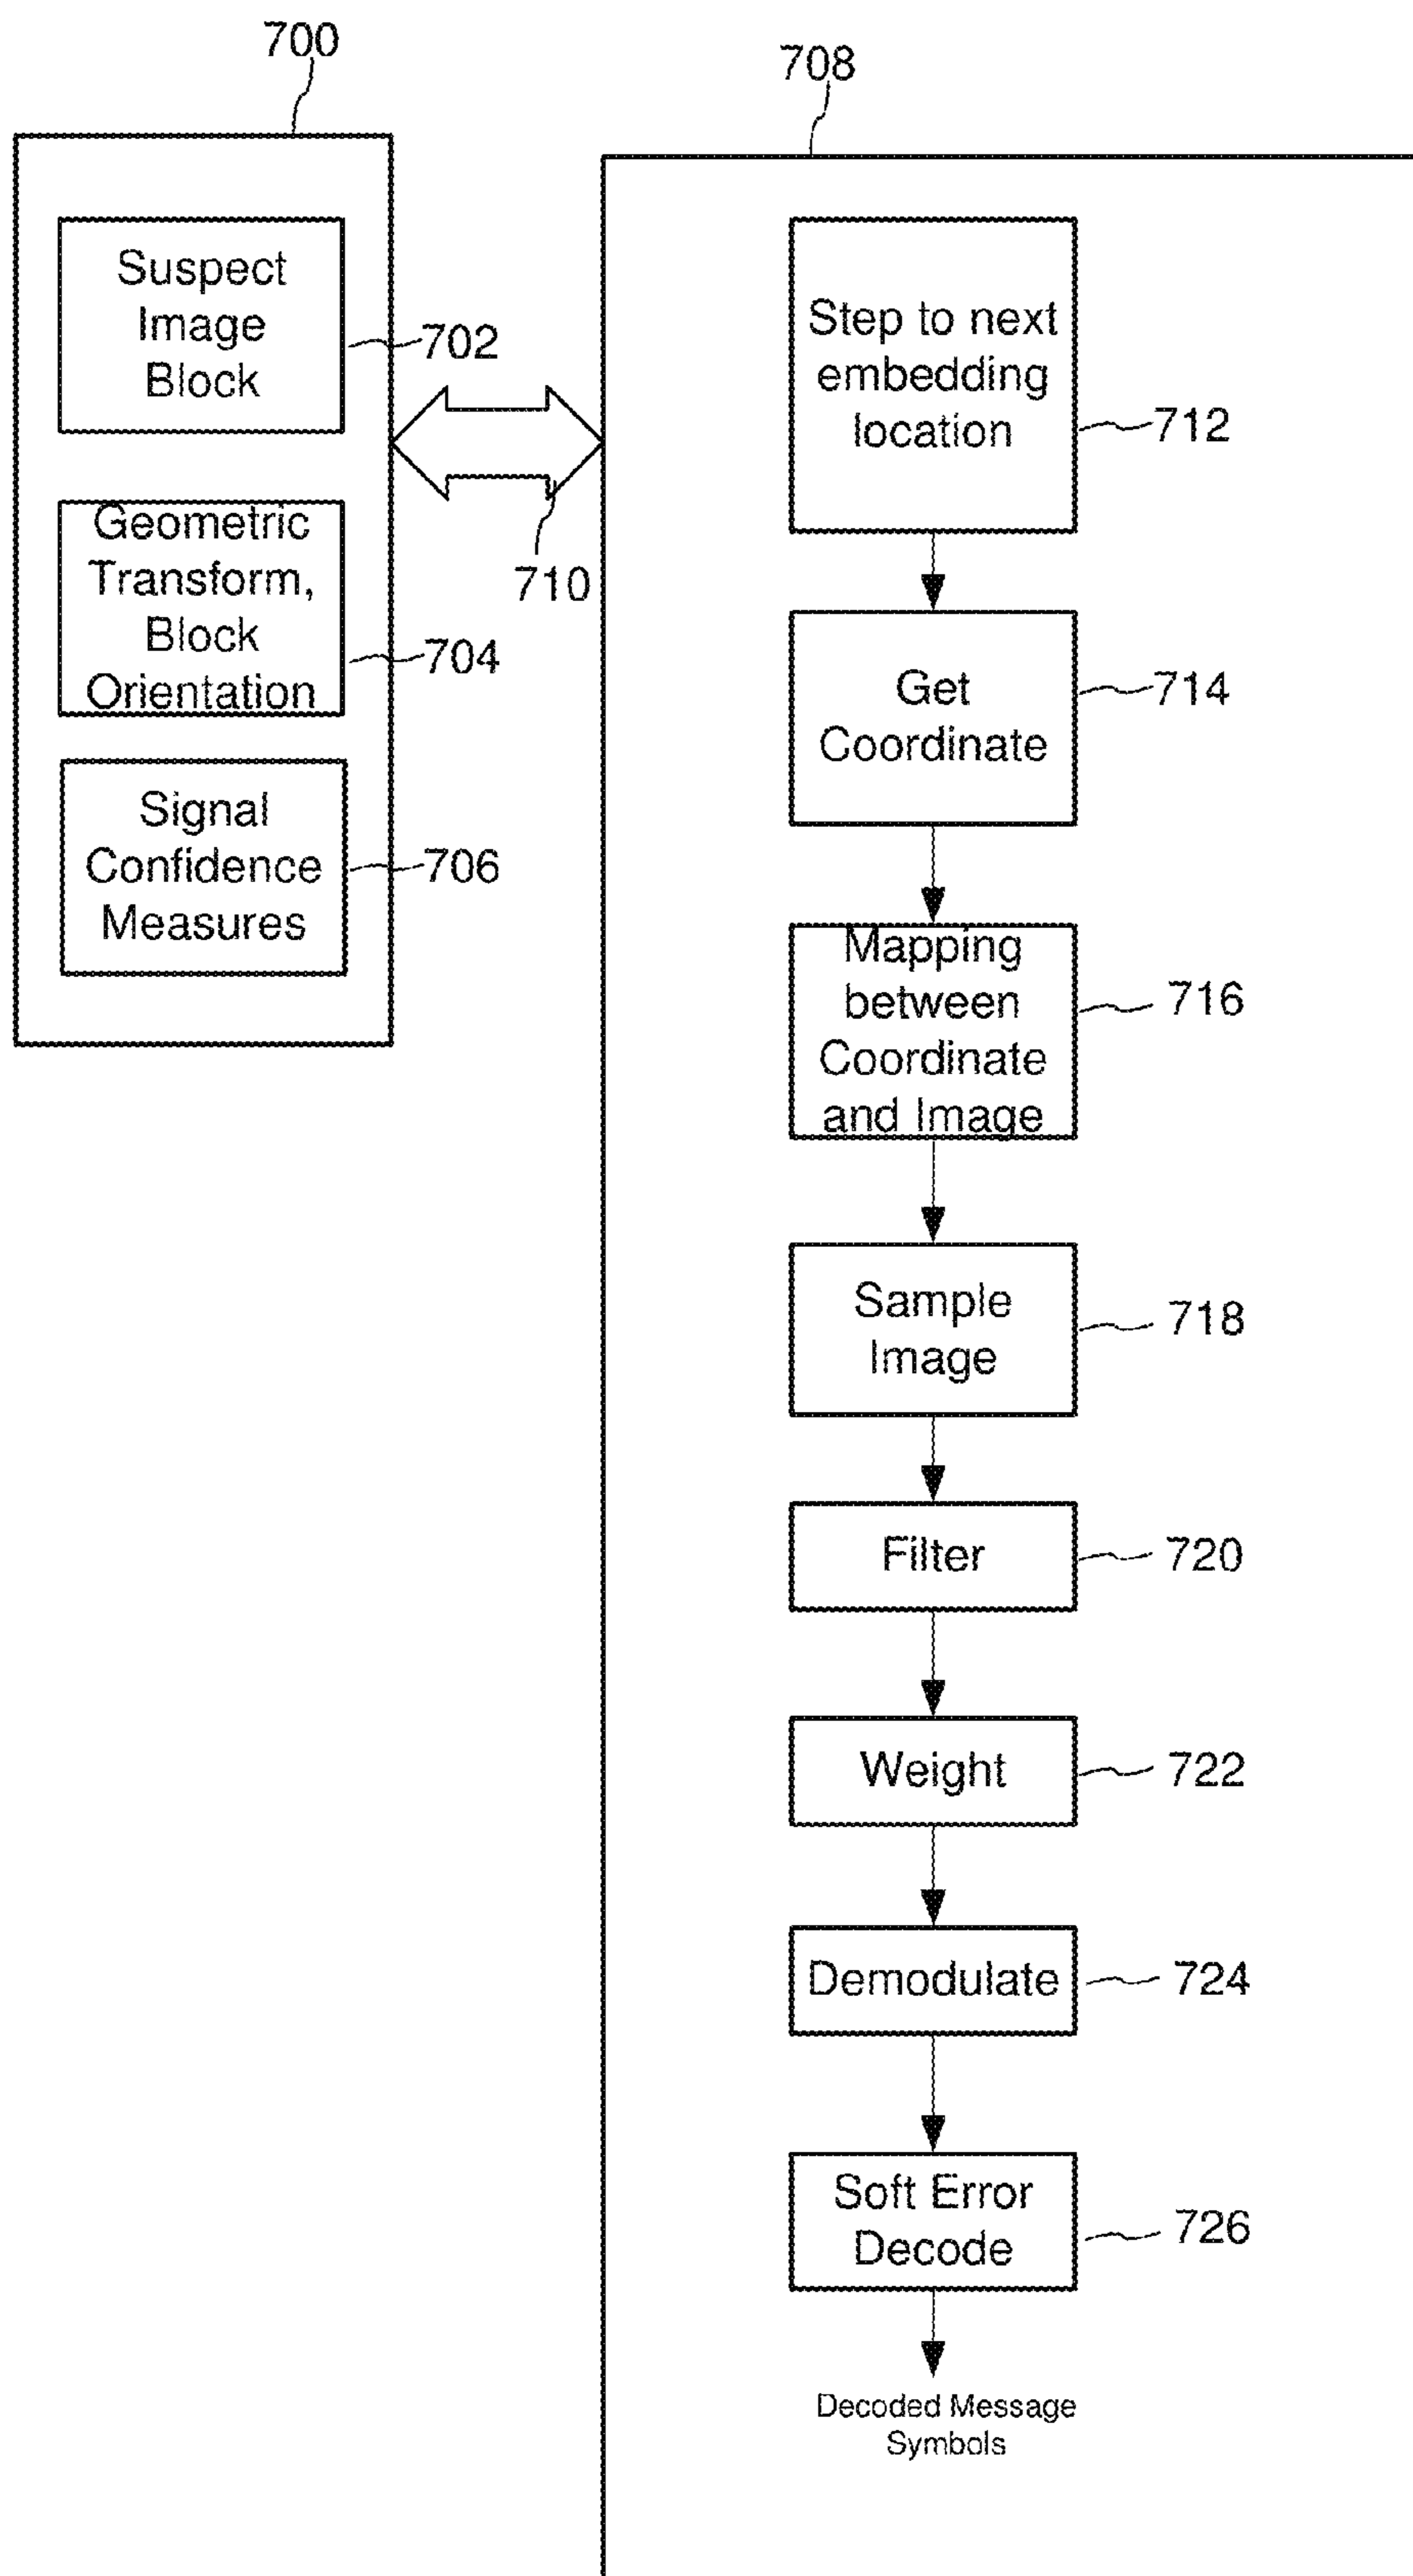 700
708
Suspect
Image
Block
702
Geometric
Transform,
Block
Orientation
704
Signal
Confidence
Measures
706
710
Step to next
embedding
location
712
Get
Coordinate
714
Mapping
between
Coordinate
and Image
716
Sample
Image
718
Filter
720
Weight
722
Demodulate
724
Soft Error
Decode
726
Decoded Message
Symbols